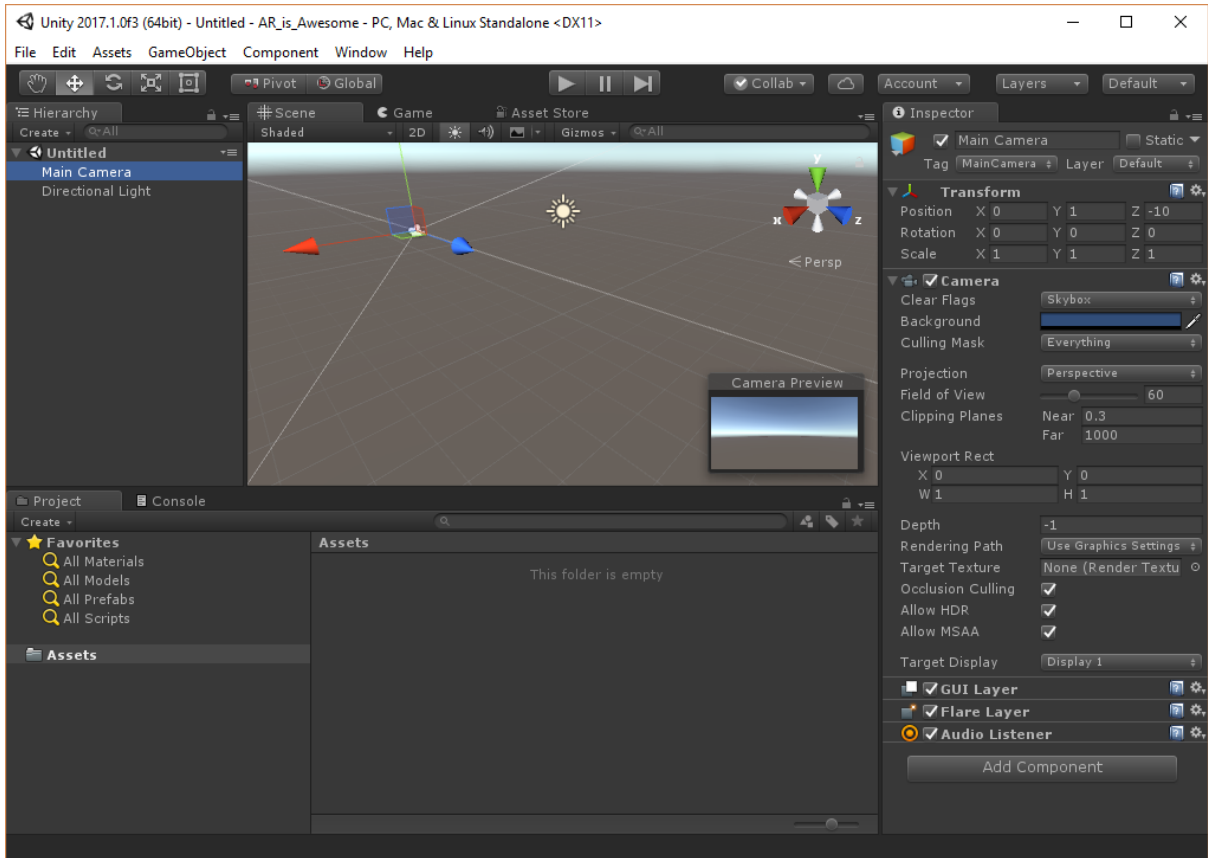 Unity 2017.1.0f3 (64bit) - Untitled - AR_is_Awesome - PC, Mac & Linux Standalone <DX11>
File Edit Assets GameObject Component Window Help
Pivot Global Collab Account Layers Default
Hierarchy
Create All
Untitled
Main Camera
Directional Light
Scene Game Asset Store
Shaded 2D Gizmos All
y
x z
Persp
Camera Preview
Inspector
Main Camera Static
Tag MainCamera Layer Default
Transform
Position X 0 Y 1 Z -10
Rotation X 0 Y 0 Z 0
Scale X 1 Y 1 Z 1
Camera
Clear Flags Skybox
Background
Culling Mask Everything
Projection Perspective
Field of View 60
Clipping Planes Near 0.3
Far 1000
Viewport Rect
X 0 Y 0
W 1 H 1
Depth -1
Rendering Path Use Graphics Settings
Target Texture None (Render Textu
Occlusion Culling
Allow HDR
Allow MSAA
Target Display Display 1
GUI Layer
Flare Layer
Audio Listener
Add Component
Project Console
Create
Favorites
All Materials
All Models
All Prefabs
All Scripts
Assets
Assets
This folder is empty